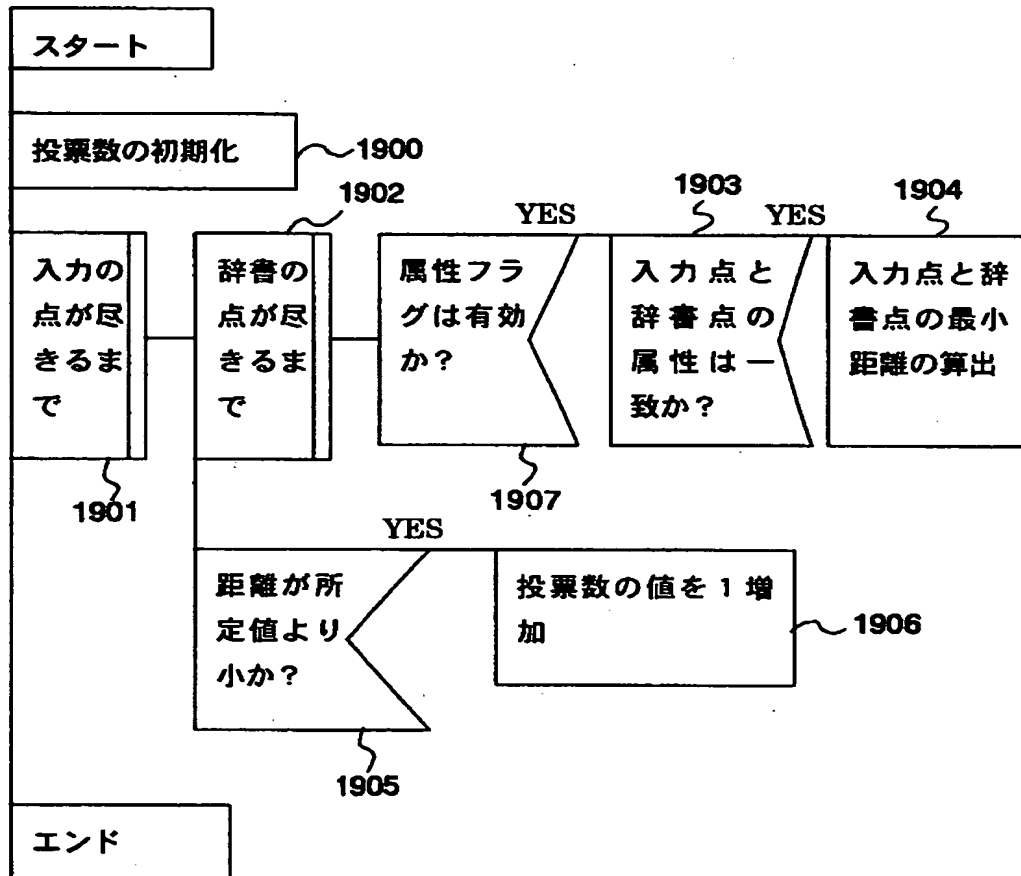 スタート
投票数の初期化
1900
1902
1903
1904
YES
YES
入力の
点が尽
きるま
で
辞書の
点が尽
きるま
で
属性フラ
グは有効
か？
入力点と
辞書点の
属性は一
致か？
入力点と辞
書点の最小
距離の算出
1901
1907
YES
距離が所
定値より
小か？
投票数の値を1増
加
1906
1905
エンド